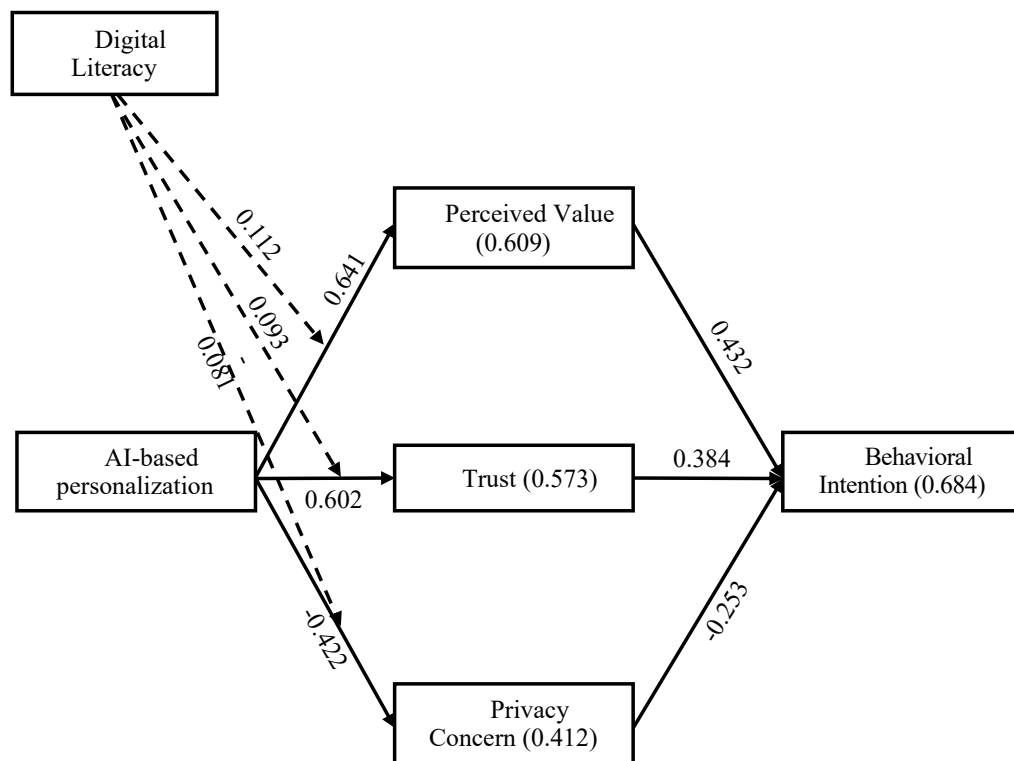 Digital
Literacy
0.112
0.641
0.093
0.081
Perceived Value
(0.609)
0.432
AI-based
personalization
0.602
Trust (0.573)
0.384
Behavioral
Intention (0.684)
-0.422
-0.253
Privacy
Concern (0.412)